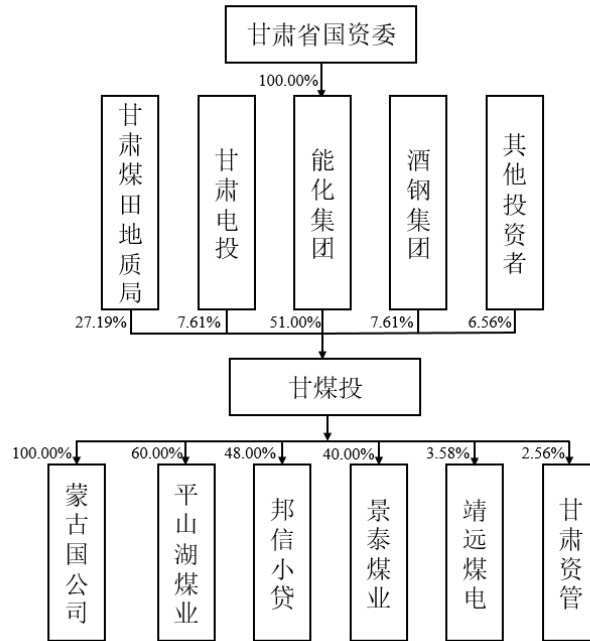 甘肃省国资委
100.00%
甘肃煤田地质局
甘肃电投
能化集团
酒钢集团
其他投资者
27.19%
7.61%
51.00%
7.61%
6.56%
甘煤投
100.00%
60.00%
48.00%
40.00%
3.58%
2.56%
蒙古国公司
平山湖煤业
邦信小贷
景泰煤业
靖远煤电
甘肃资管